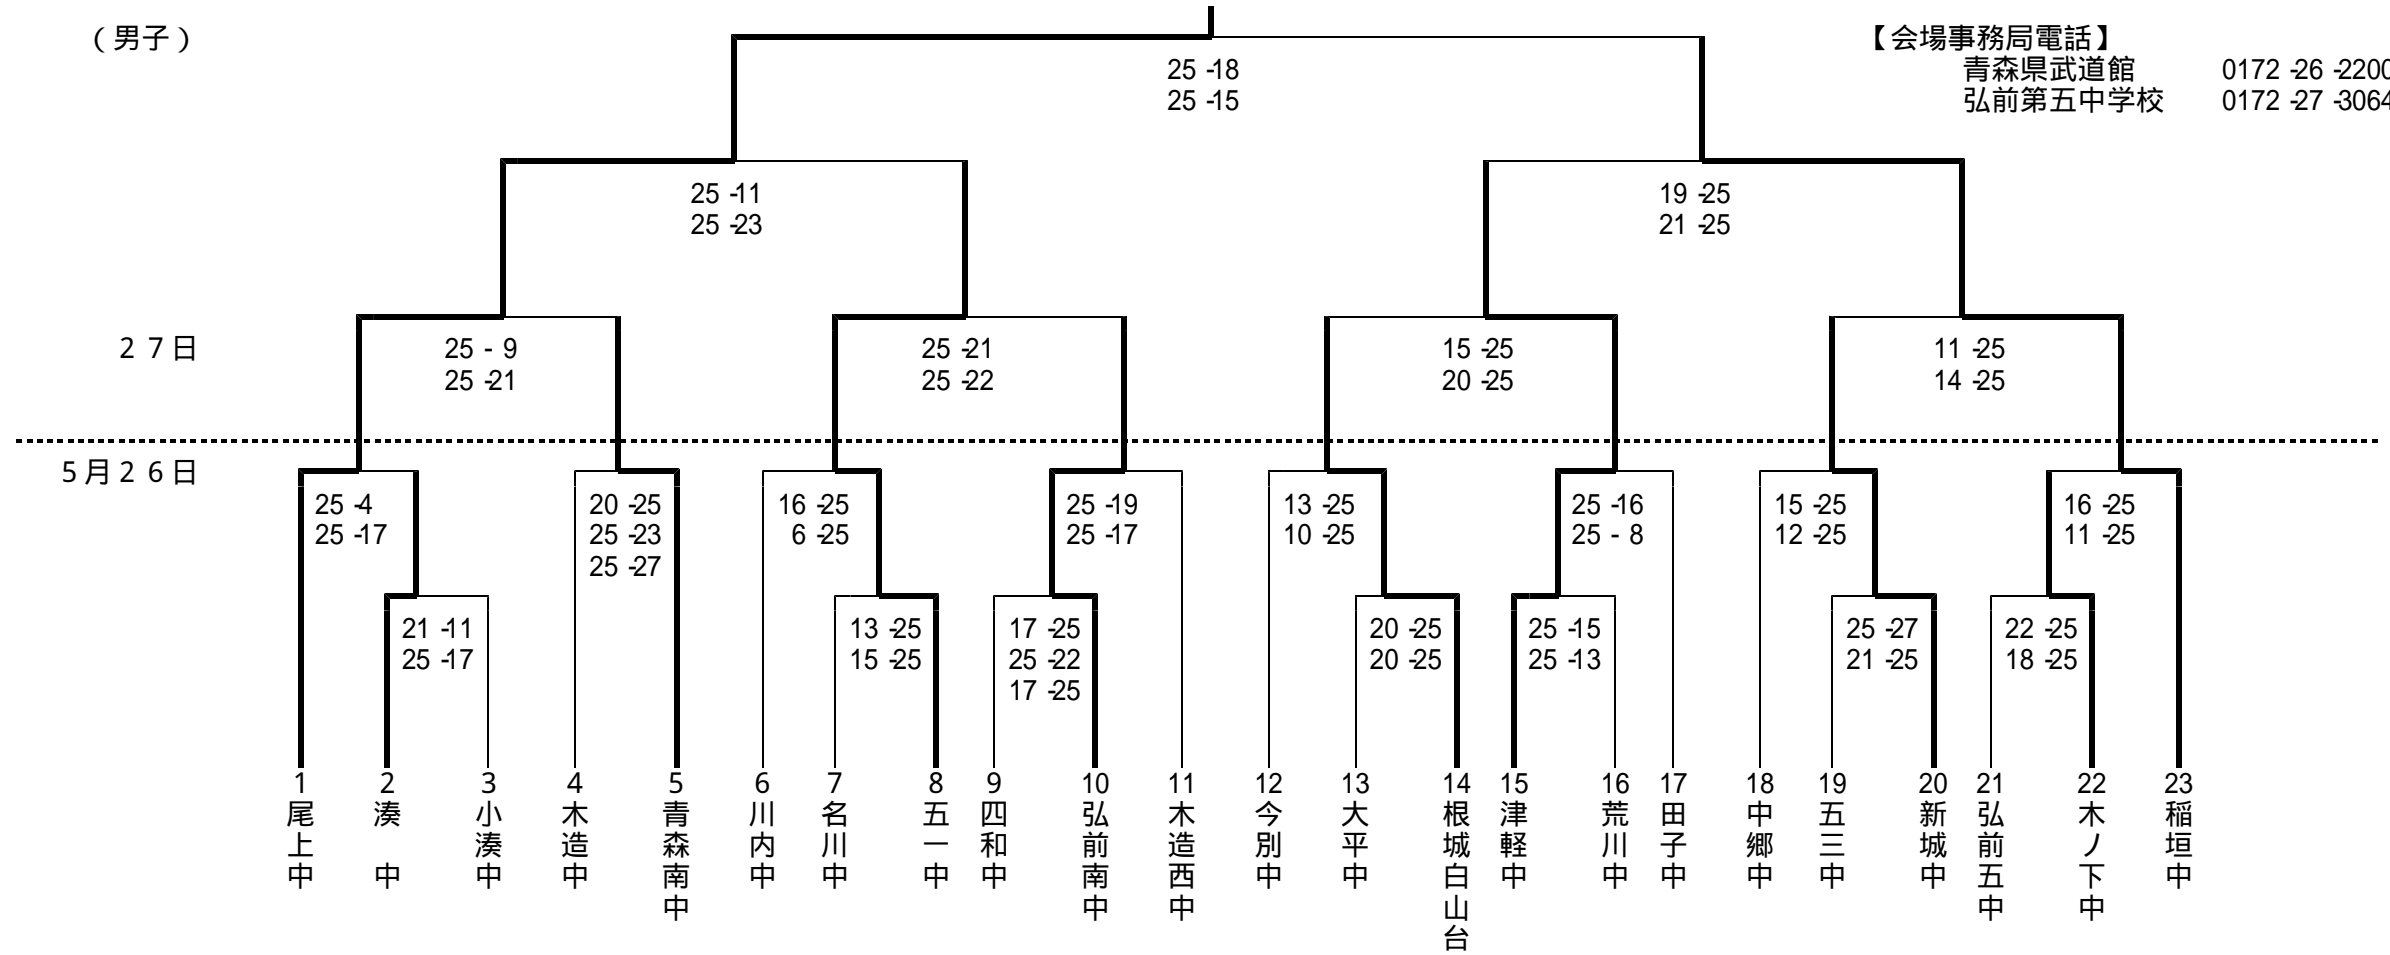 （男子）
【会場事務局電話】
青森県武道館 0172-26-2200
弘前第五中学校 0172-27-3064
25-18
25-15
25-11
25-23
19-25
21-25
２７日
25-9
25-21
25-21
25-22
15-25
20-25
11-25
14-25
5月２６日
25-4
25-17
20-25
25-23
25-27
16-25
6-25
25-19
25-17
13-25
10-25
25-16
25-8
15-25
12-25
16-25
11-25
21-11
25-17
13-25
15-25
17-25
25-22
17-25
20-25
20-25
25-15
25-13
25-27
21-25
22-25
18-25
1 尾上中
2 湊　中
3 小湊中
4 木造中
5 青森南中
6 川内中
7 名川中
8 五一中
9 四和中
10 弘前南中
11 木造西中
12 今別中
13 大平中
14 根城白山台
15 津軽中
16 荒川中
17 田子中
18 中郷中
19 五三中
20 新城中
21 弘前五中
22 木ノ下中
23 稲垣中